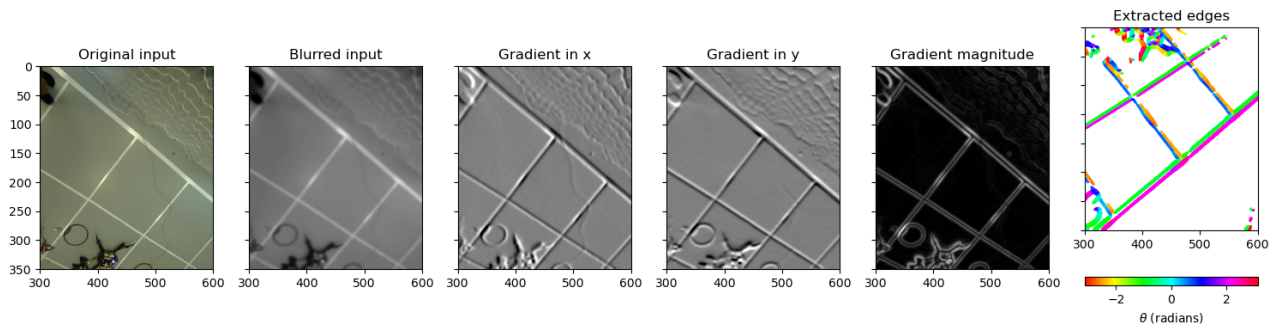 Extracted edges
Original input
Blurred input
Gradient in x
Gradient in y
Gradient magnitude
0
50
100
150
200
250
300
350
300 400 500 600
300 400 500 600
300 400 500 600
300 400 500 600
300 400 500 600
300 400 500 600
−2 0 2
θ (radians)